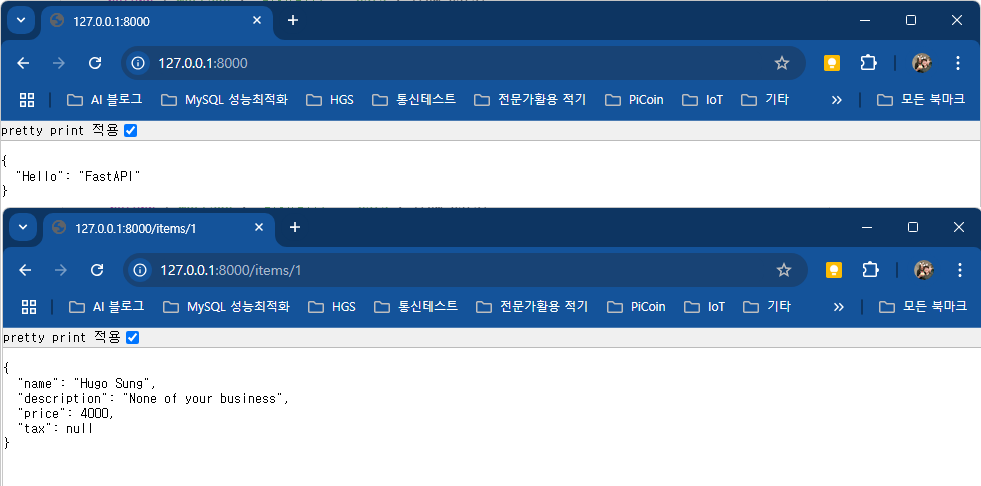 127.0.0.1:8000
127.0.0.1:8000
AI 블로그 MySQL 성능최적화 HGS 통신테스트 전문가활용 적기 PiCoin IoT 기타 » 모든 북마크
pretty print 적용
{
  "Hello": "FastAPI"
}
127.0.0.1:8000/items/1
127.0.0.1:8000/items/1
AI 블로그 MySQL 성능최적화 HGS 통신테스트 전문가활용 적기 PiCoin IoT 기타 » 모든 북마크
pretty print 적용
{
  "name": "Hugo Sung",
  "description": "None of your business",
  "price": 4000,
  "tax": null
}